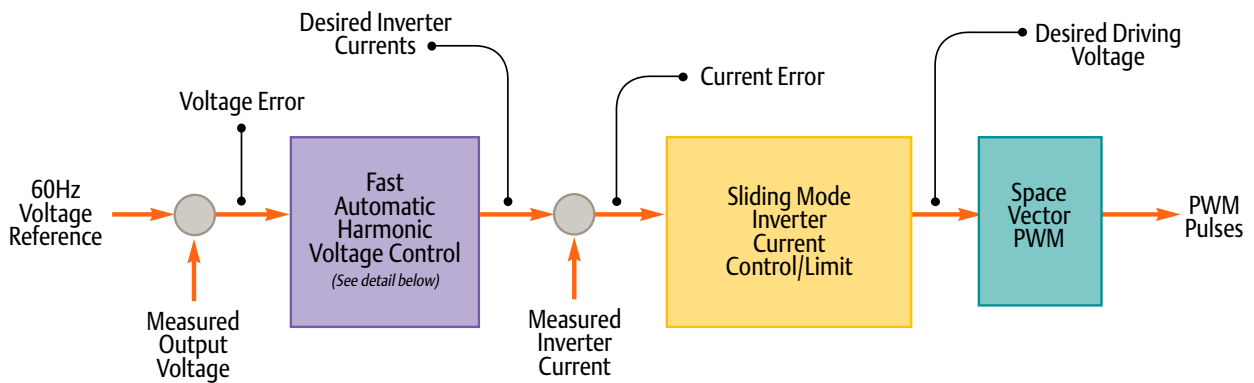 Desired Inverter
Currents
Desired Driving
Voltage
Current Error
Voltage Error
60Hz
Voltage
Reference
Fast
Automatic
Harmonic
Voltage Control
(See detail below)
Sliding Mode
Inverter
Current
Control/Limit
Space
Vector
PWM
PWM
Pulses
Measured
Output
Voltage
Measured
Inverter
Current